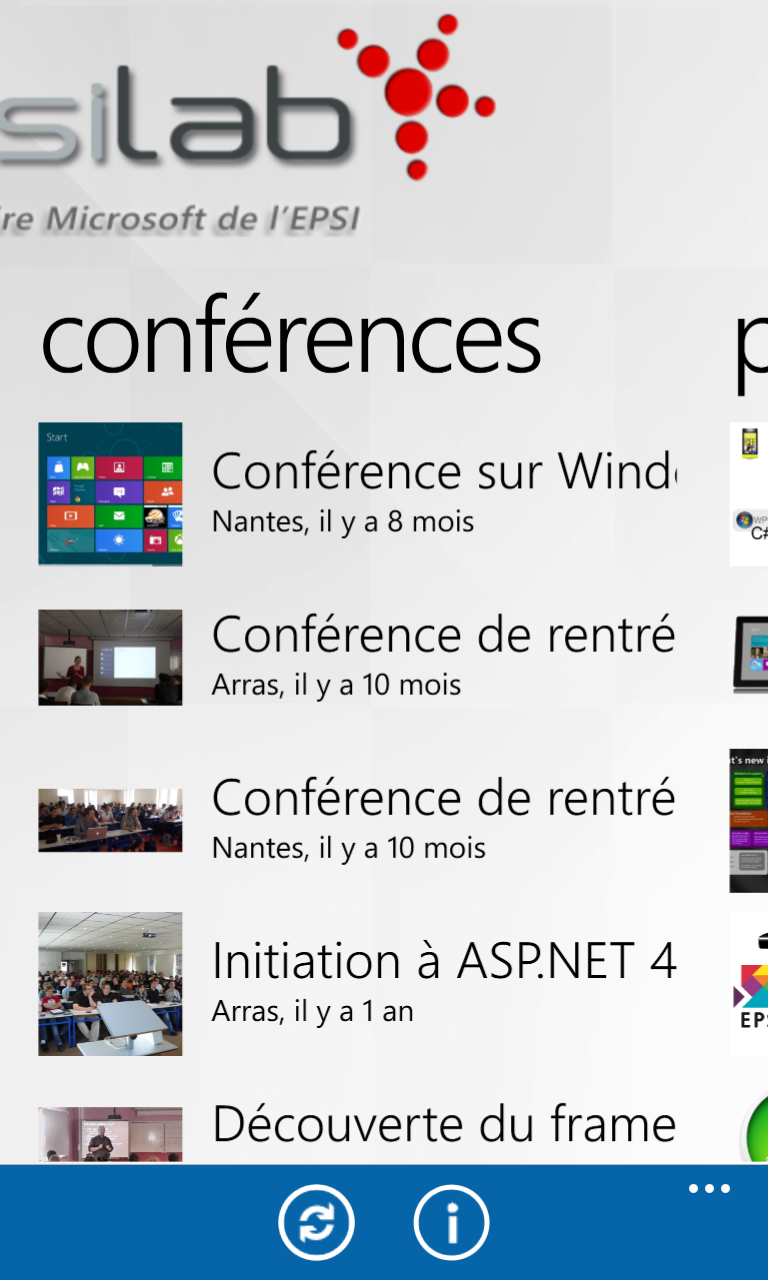 silab
ire Microsoft de l'EPSI
conférences
p
Start
Conférence sur Wind
Nantes, il y a 8 mois
WP
C#
Conférence de rentré
Arras, il y a 10 mois
t's new i
Conférence de rentré
Nantes, il y a 10 mois
Initiation à ASP.NET 4
Arras, il y a 1 an
EPS
Découverte du frame